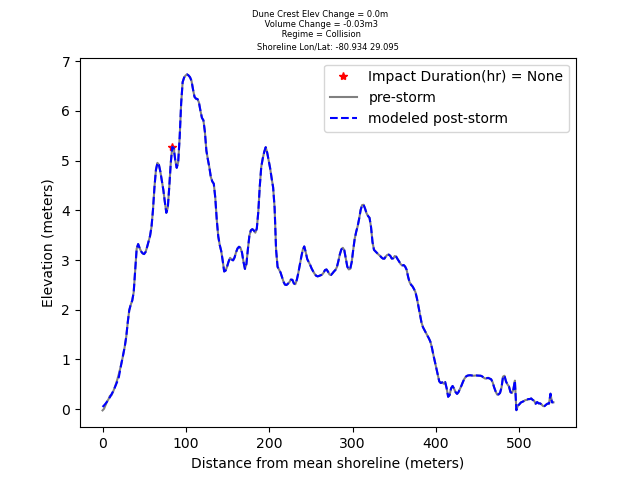 Dune Crest Elev Change = 0.0m
Volume Change = -0.03m3
Regime = Collision
Shoreline Lon/Lat: -80.934 29.095
Impact Duration(hr) = None
pre-storm
modeled post-storm
7
6
5
4
3
2
1
0
Elevation (meters)
0 100 200 300 400 500
Distance from mean shoreline (meters)